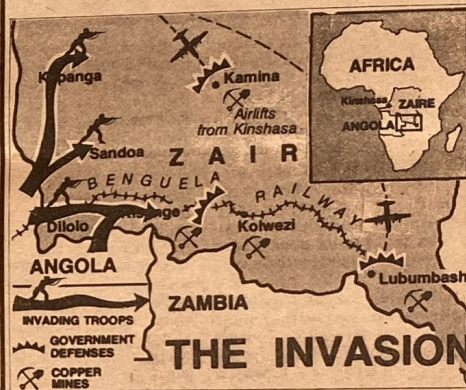 Kapanga
Kamina
Airlifts
from Kinshasa
Sandoa
ZAIR
BENGUELA
RAILWAY
Dilolo
Kolwezi
Lubumbash
ANGOLA
ZAMBIA
INVADING TROOPS
GOVERNMENT
DEFENSES
COPPER
MINES
THE INVASION
AFRICA
Kinshasa
ZAIRE
ANGOLA